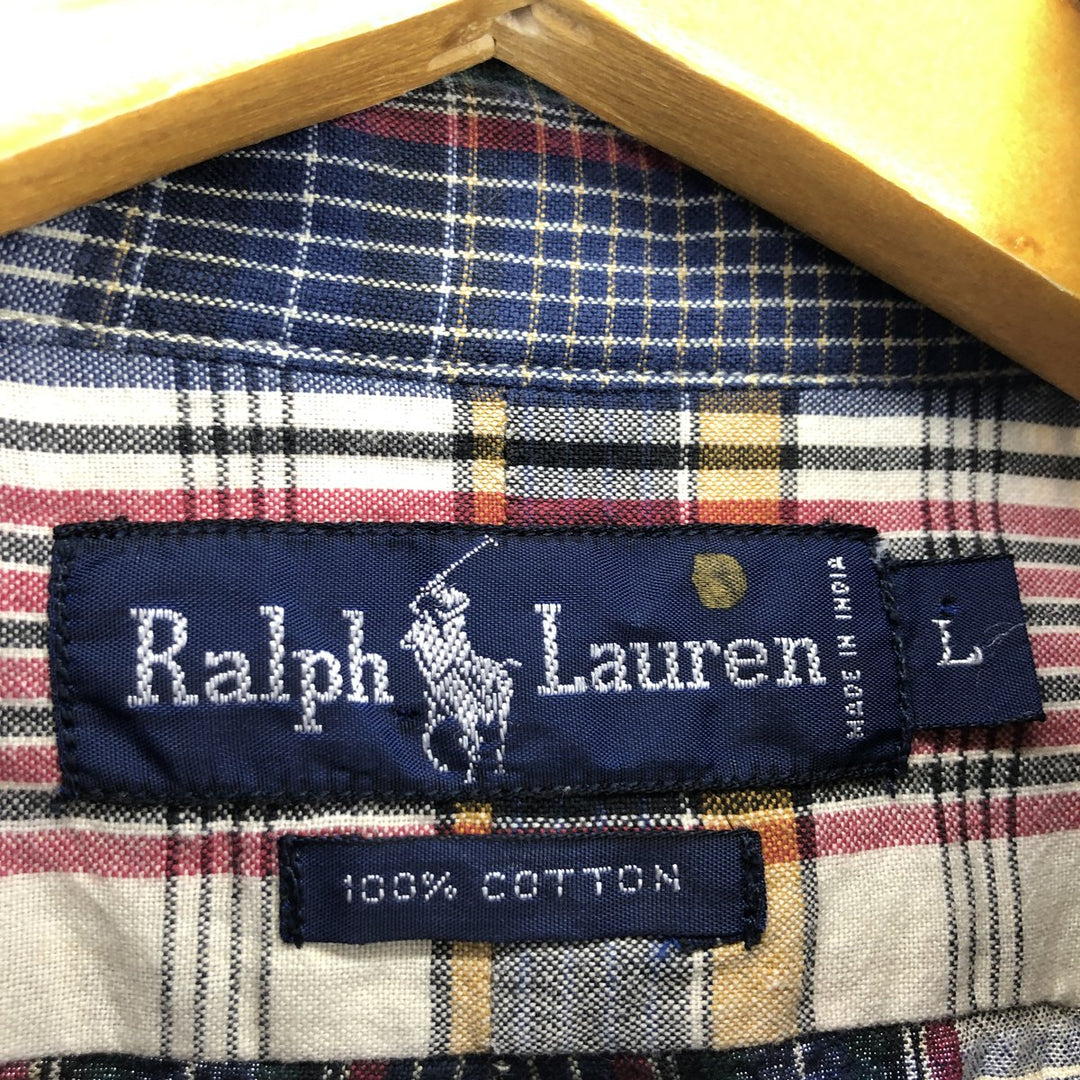 Ralph Lauren
MADE IN INDIA
L
100% COTTON